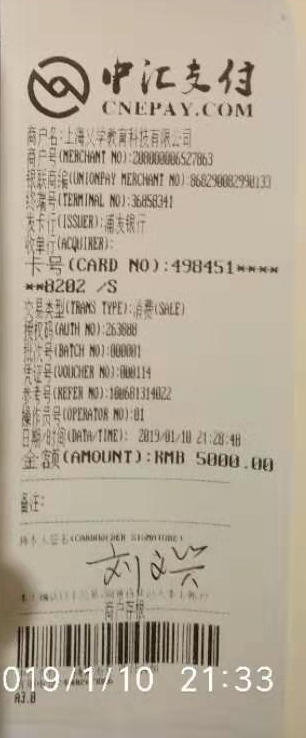 中汇支付
CNEPAY.COM
商户名:上海义学教育科技有限公司
商户号(MERCHANT NO):208000006527863
银联商编(UNIONPAY MERCHANT NO):868290082990133
终端号(TERMINAL NO):36858341
发卡行(ISSUER):浦发银行
收单行(ACQUIRER):
卡号(CARD NO):498451****
**8202 /S
交易类型(TRANS TYPE):消费(SALE)
授权码(AUTH NO):263888
批次号(BATCH NO):000001
凭证号(VOUCHER NO):000114
参考号(REFER NO):100681314022
操作员号(OPERATOR NO):01
日期/时间(DATA/TIME): 2019/01/10 21:28:48
金额(AMOUNT):RMB 5000.00
备注:
持卡人签名(CARDHOLDER SIGNATURE)
商户存根
019/1/10 21:33
A3.0